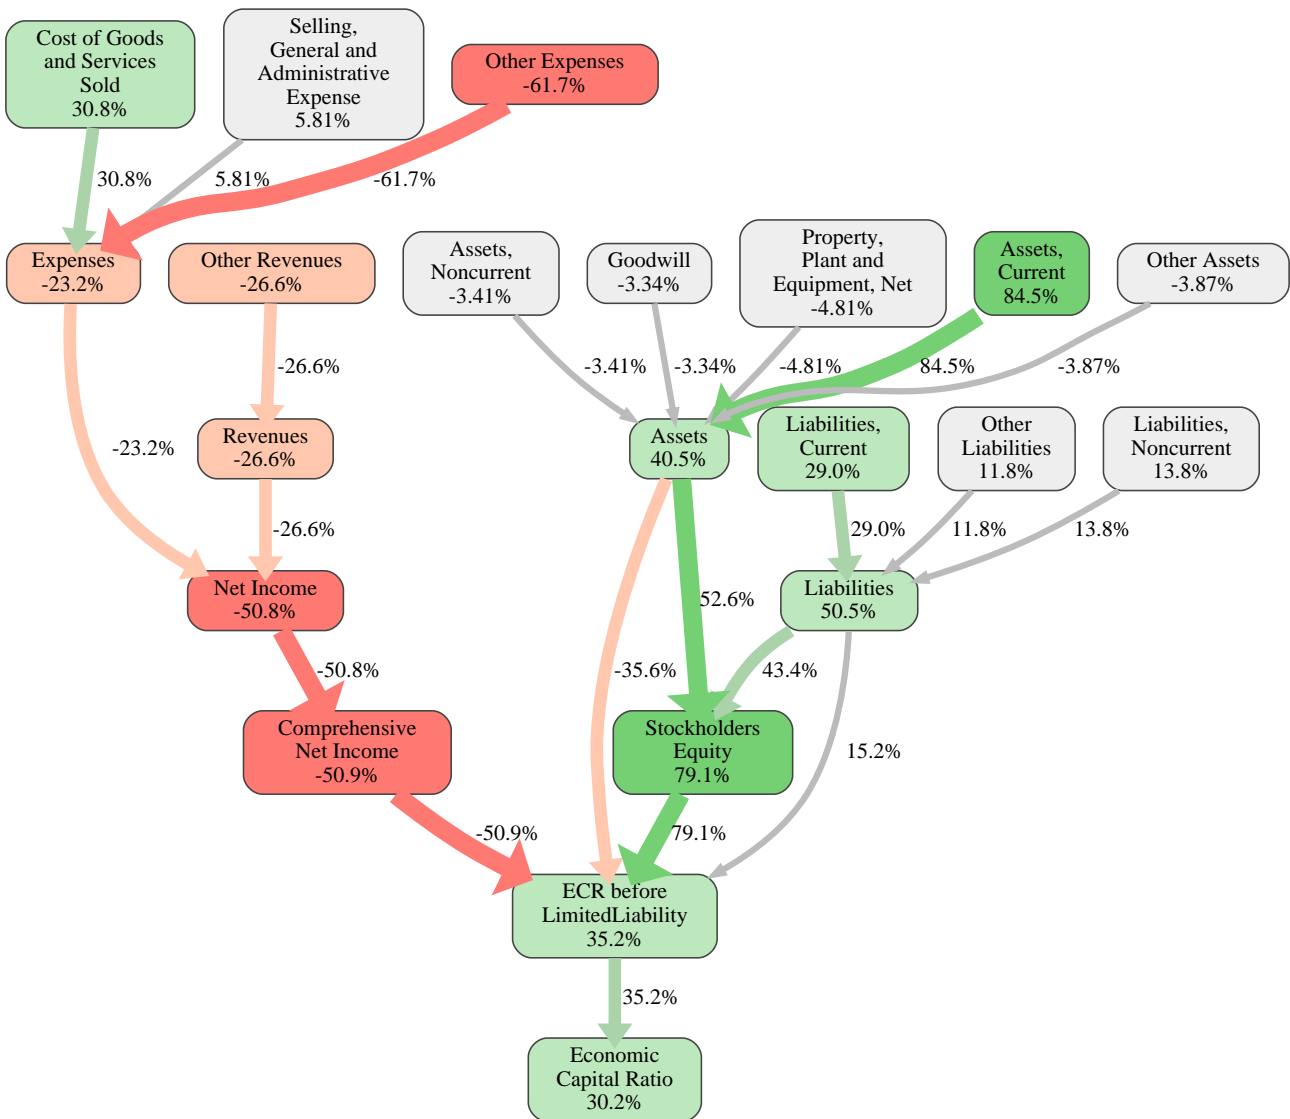 Cost of Goods
and Services
Sold
30.8%
Selling,
General and
Administrative
Expense
5.81%
Other Expenses
-61.7%
30.8%
5.81%
-61.7%
Expenses
-23.2%
Other Revenues
-26.6%
Assets,
Noncurrent
-3.41%
Goodwill
-3.34%
Property,
Plant and
Equipment, Net
-4.81%
Assets,
Current
84.5%
Other Assets
-3.87%
-26.6%
-3.41%
-3.34%
-4.81%
84.5%
-3.87%
-23.2%
Revenues
-26.6%
Assets
40.5%
Liabilities,
Current
29.0%
Other
Liabilities
11.8%
Liabilities,
Noncurrent
13.8%
-26.6%
52.6%
29.0%
11.8%
13.8%
Net Income
-50.8%
Liabilities
50.5%
-50.8%
-35.6%
43.4%
15.2%
Comprehensive
Net Income
-50.9%
Stockholders
Equity
79.1%
-50.9%
79.1%
ECR before
LimitedLiability
35.2%
35.2%
Economic
Capital Ratio
30.2%